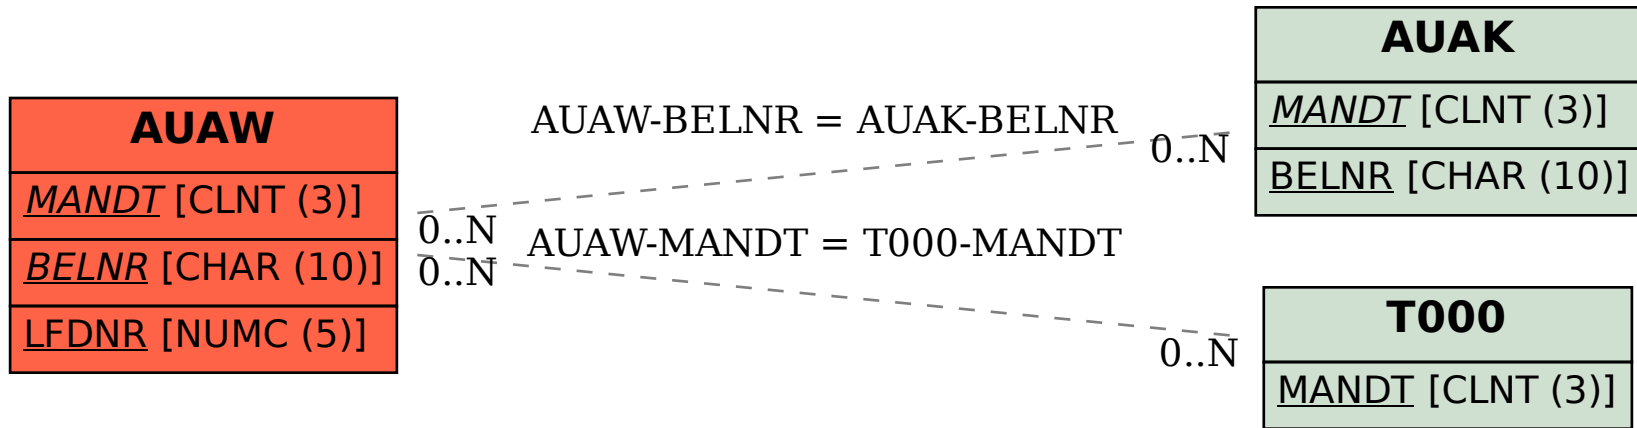 AUAW
MANDT [CLNT (3)]
BELNR [CHAR (10)]
LFDNR [NUMC (5)]
AUAW-BELNR = AUAK-BELNR
0..N
0..N
AUAW-MANDT = T000-MANDT
0..N
0..N
AUAK
MANDT [CLNT (3)]
BELNR [CHAR (10)]
T000
MANDT [CLNT (3)]